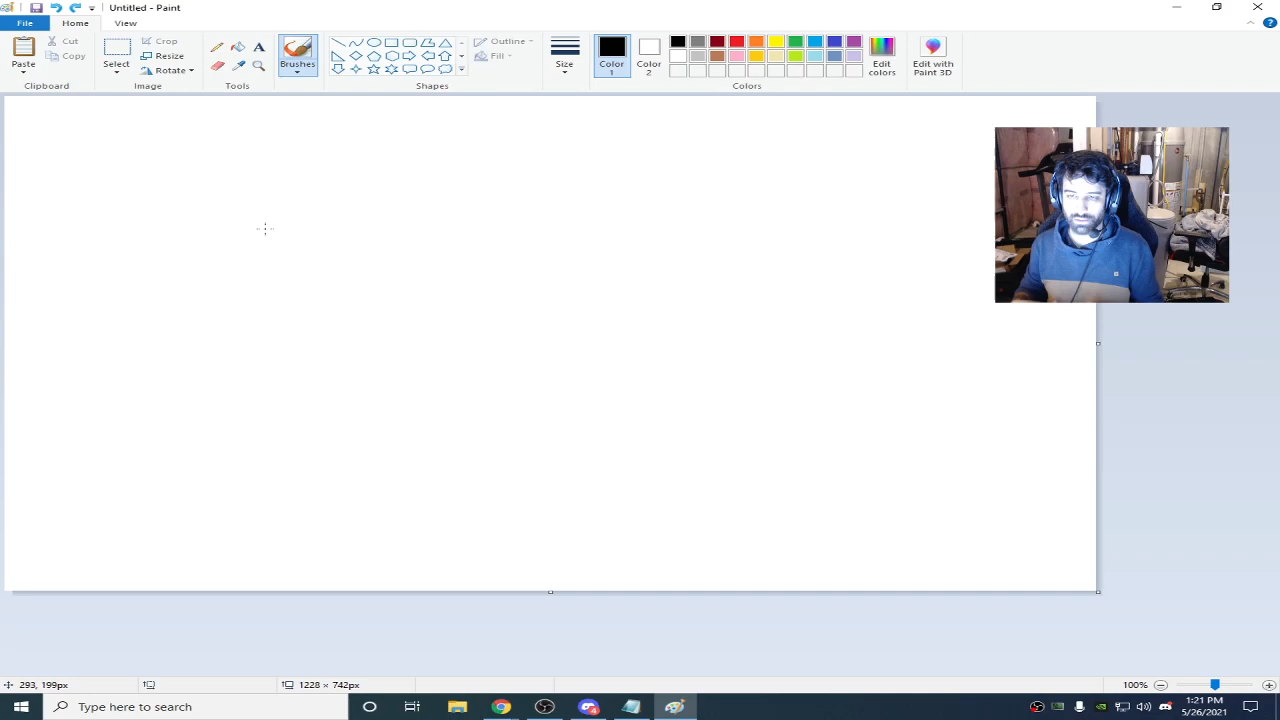 Untitled - Paint
File
Home
View
Paste
Cut
Copy
Clipboard
Select
Crop
Resize
Rotate
Image
A
Tools
Brushes
Outline
Fill
Shapes
Size
Color
1
Color
2
Edit
colors
Colors
Edit with
Paint 3D
293, 199px
1228 × 742px
100%
Type here to search
1:21 PM
5/26/2021